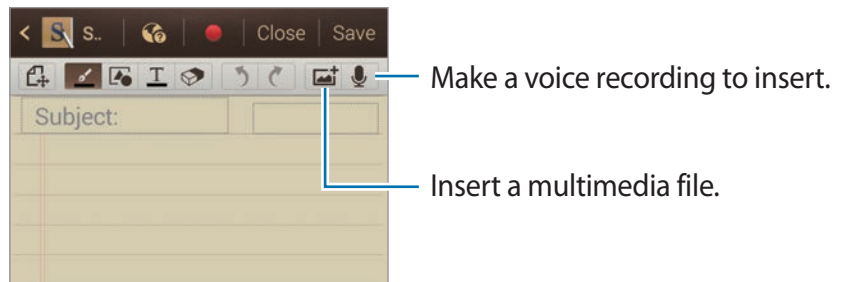 S S.. Close Save
T
Make a voice recording to insert.
Subject:
Insert a multimedia file.